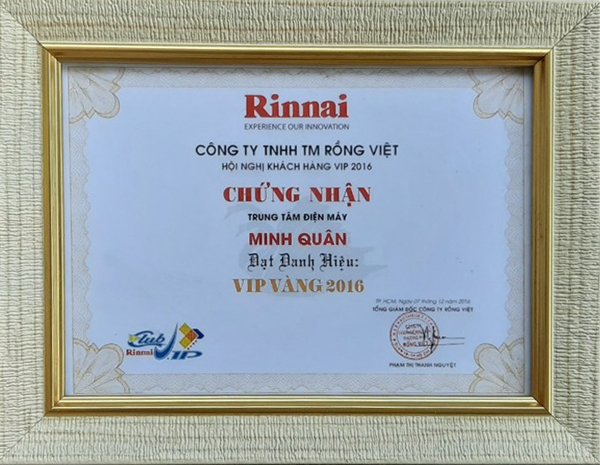 Rinnai
EXPERIENCE OUR INNOVATION
CÔNG TY TNHH TM RỒNG VIỆT
HỘI NGHỊ KHÁCH HÀNG VIP 2016
CHỨNG NHẬN
TRUNG TÂM ĐIỆN MÁY
MINH QUÂN
Đạt Danh Hiệu:
VIP VÀNG 2016
TP. HCM, Ngày 07 tháng 12 năm 2016
TỔNG GIÁM ĐỐC CÔNG TY RỒNG VIỆT
RỒNG VIỆT
PHẠM THỊ THANH NGUYỆT
Club
Rinnai VIP